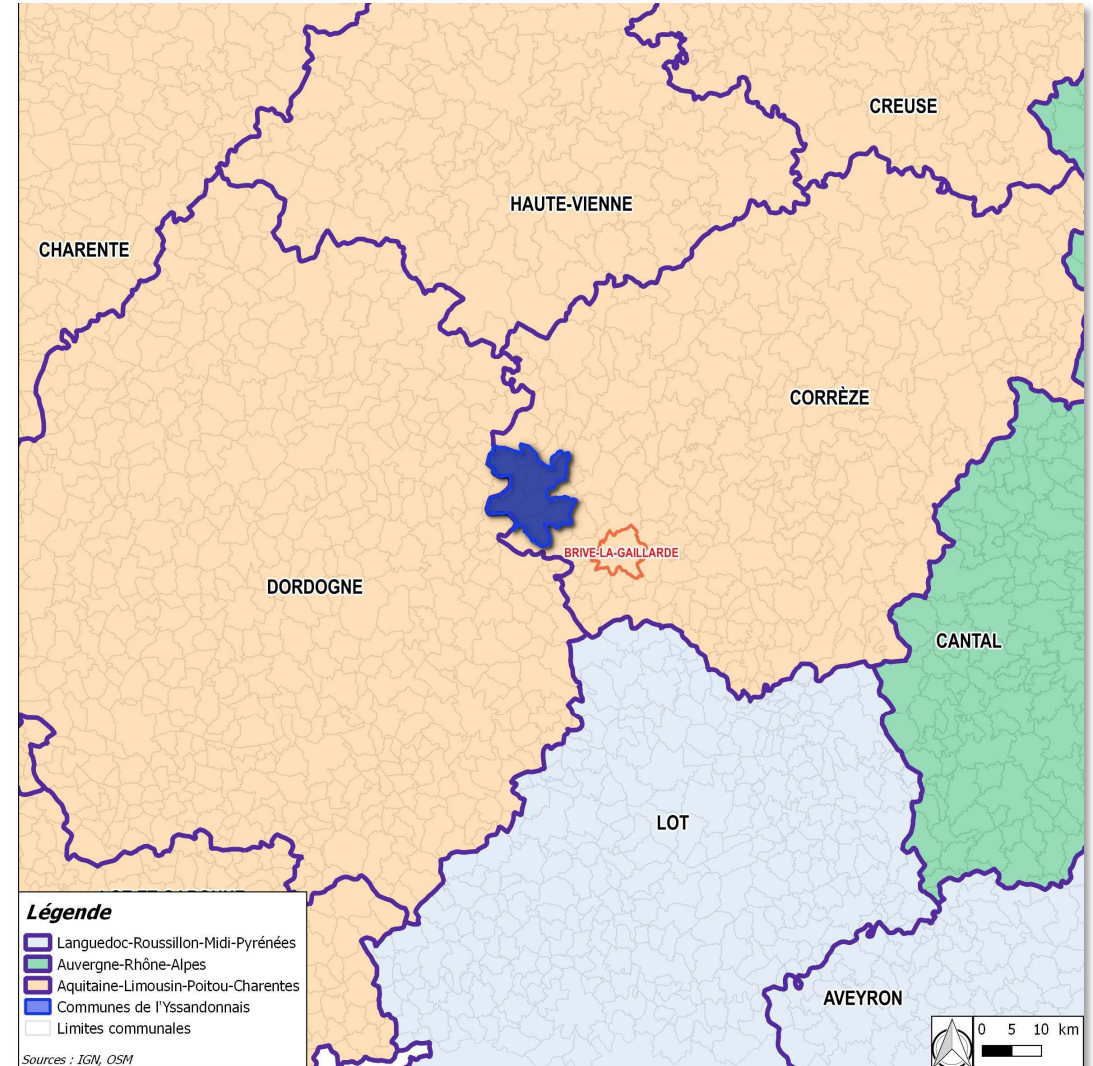 CREUSE
HAUTE-VIENNE
CHARENTE
CORRÈZE
BRIVE-LA-GAILLARDE
DORDOGNE
CANTAL
LOT
AVEYRON
Légende
Languedoc-Roussillon-Midi-Pyrénées
Auvergne-Rhône-Alpes
Aquitaine-Limousin-Poitou-Charentes
Communes de l'Yssandonnais
Limites communales
Sources : IGN, OSM
0 5 10 km